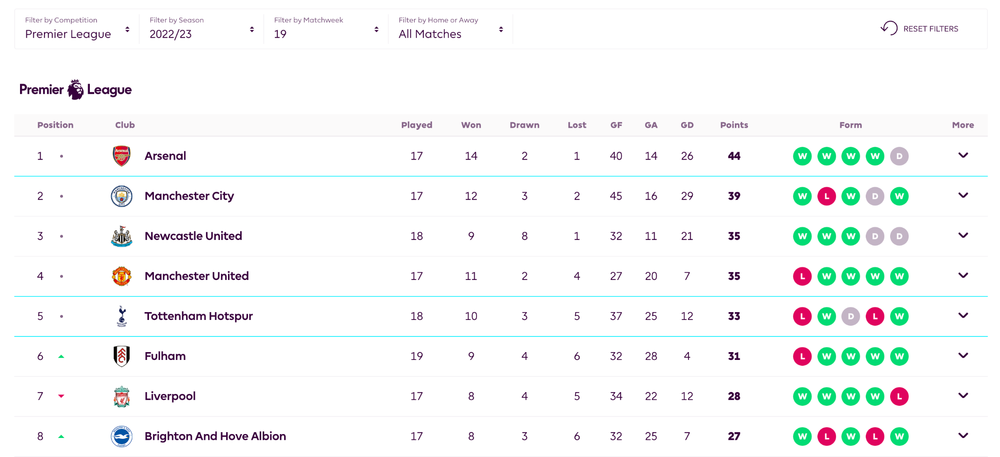 Filter by Competition Filter by Season Filter by Matchweek Filter by Home or Away
Premier League 2022/23 19 All Matches RESET FILTERS
Premier League
Position Club Played Won Drawn Lost GF GA GD Points Form More
1 Arsenal 17 14 2 1 40 14 26 44 W W W W D
2 Manchester City 17 12 3 2 45 16 29 39 W L W D W
3 Newcastle United 18 9 8 1 32 11 21 35 W W W D D
4 Manchester United 17 11 2 4 27 20 7 35 L W W W W
5 Tottenham Hotspur 18 10 3 5 37 25 12 33 L W D L W
6 Fulham 19 9 4 6 32 28 4 31 L W W W W
7 Liverpool 17 8 4 5 34 22 12 28 W W W W L
8 Brighton And Hove Albion 17 8 3 6 32 25 7 27 W L W L W